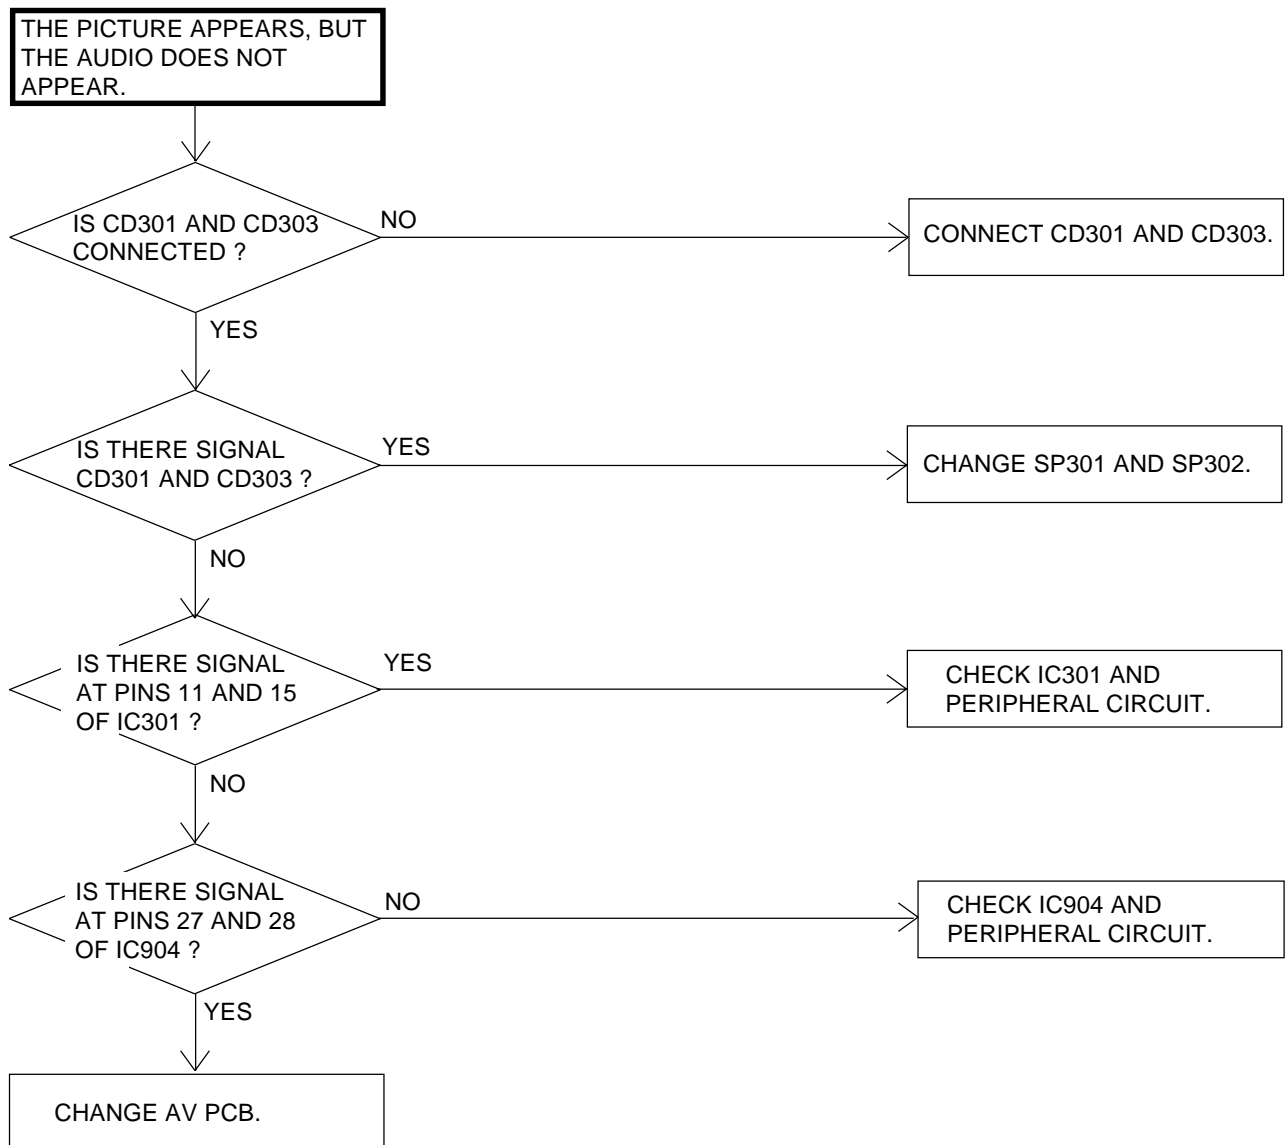 THE PICTURE APPEARS, BUT
THE AUDIO DOES NOT
APPEAR.
IS CD301 AND CD303
CONNECTED ?
NO
CONNECT CD301 AND CD303.
YES
IS THERE SIGNAL
CD301 AND CD303 ?
YES
CHANGE SP301 AND SP302.
NO
IS THERE SIGNAL
AT PINS 11 AND 15
OF IC301 ?
YES
CHECK IC301 AND
PERIPHERAL CIRCUIT.
NO
IS THERE SIGNAL
AT PINS 27 AND 28
OF IC904 ?
NO
CHECK IC904 AND
PERIPHERAL CIRCUIT.
YES
CHANGE AV PCB.